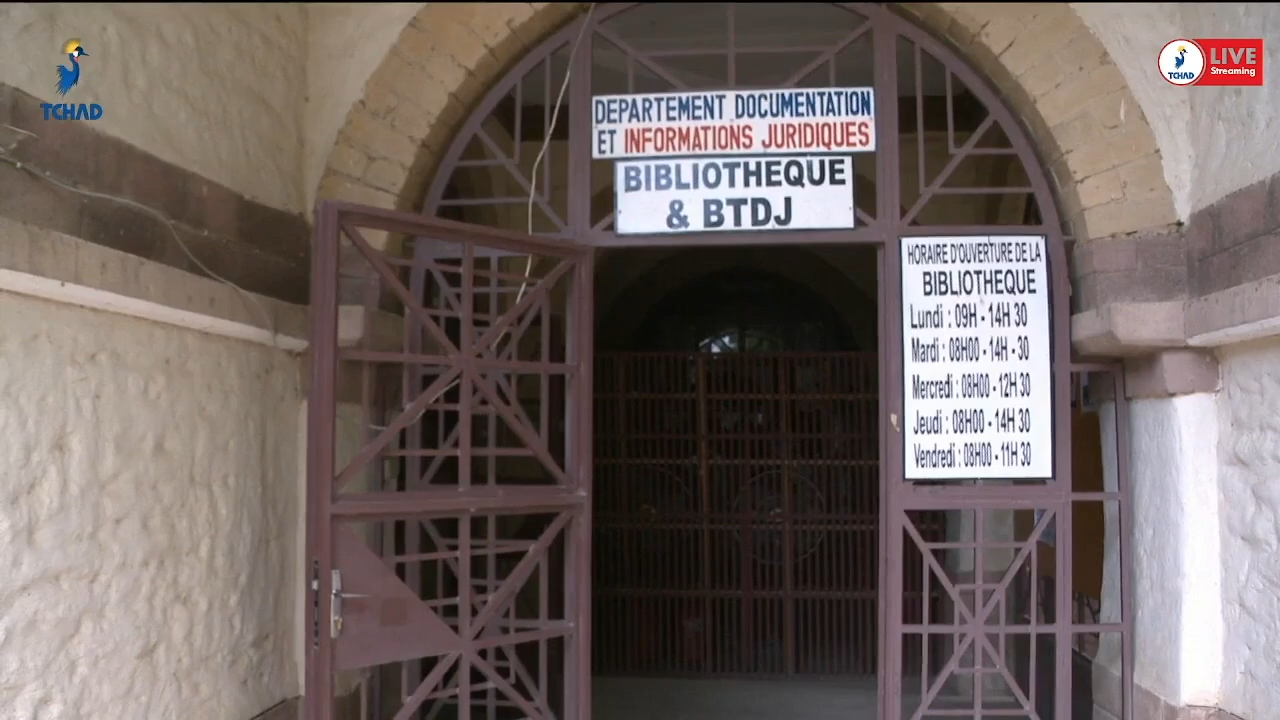 TCHAD
TCHAD
LIVE
Streaming
DEPARTEMENT DOCUMENTATION
ET INFORMATIONS JURIDIQUES
BIBLIOTHEQUE
& BTDJ
HORAIRE D'OUVERTURE DE LA
BIBLIOTHEQUE
Lundi : 09H - 14H 30
Mardi : 08H00 - 14H - 30
Mercredi : 08H00 - 12H 30
Jeudi : 08H00 - 14H 30
Vendredi : 08H00 - 11H 30